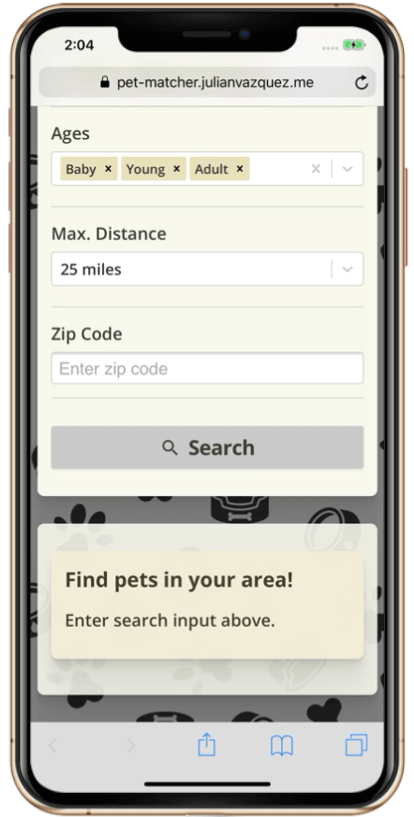 2:04
pet-matcher.julianvazquez.me
Ages
Baby × Young × Adult ×
Max. Distance
25 miles
Zip Code
Enter zip code
Search
Find pets in your area!
Enter search input above.